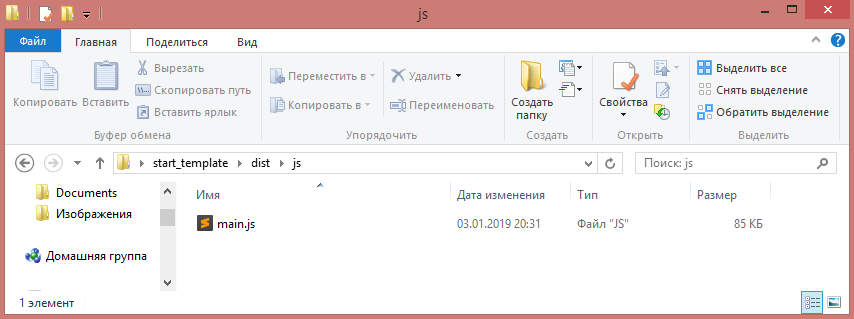 js
Файл Главная Поделиться Вид
Копировать
Вставить
Вырезать
Скопировать путь
Вставить ярлык
Буфер обмена
Переместить в
Копировать в
Удалить
Переименовать
Упорядочить
Создать
папку
Создать
Свойства
Открыть
Выделить все
Снять выделение
Обратить выделение
Выделить
start_template dist js
Поиск: js
Documents
Изображения
Домашняя группа
Имя Дата изменения Тип Размер
main.js 03.01.2019 20:31 Файл "JS" 85 КБ
1 элемент